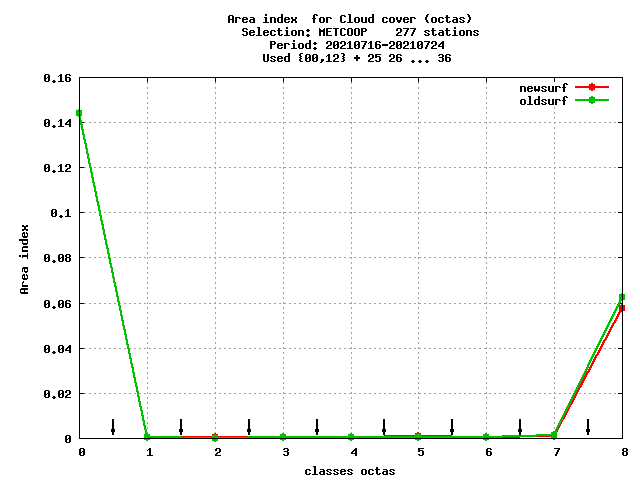 Area index  for Cloud cover (octas)
Selection: METCOOP    277 stations
Period: 20210716-20210724
Used {00,12} + 25 26 ... 36
newsurf
oldsurf
0.16
0.14
0.12
0.1
0.08
0.06
0.04
0.02
0
Area index
0 1 2 3 4 5 6 7 8
classes octas